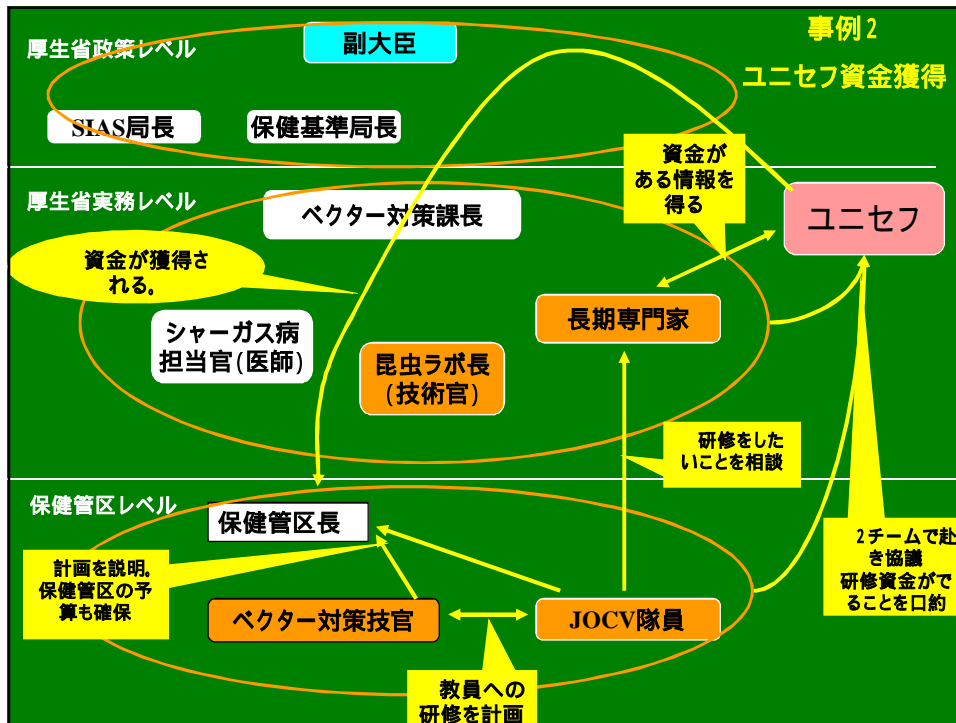 事例2
ユニセフ資金獲得
厚生省政策レベル
副大臣
SIAS局長
保健基準局長
資金が
ある情報を
得る
厚生省実務レベル
ベクター対策課長
ユニセフ
資金が獲得さ
れる。
長期専門家
シャーガス病
担当官(医師)
昆虫ラボ長
(技術官)
研修をした
いことを相談
保健管区レベル
保健管区長
2チームで赴
き協議
研修資金がで
ることを口約
計画を説明。
保健管区の予
算も確保
ベクター対策技官
JOCV隊員
教員への
研修を計画